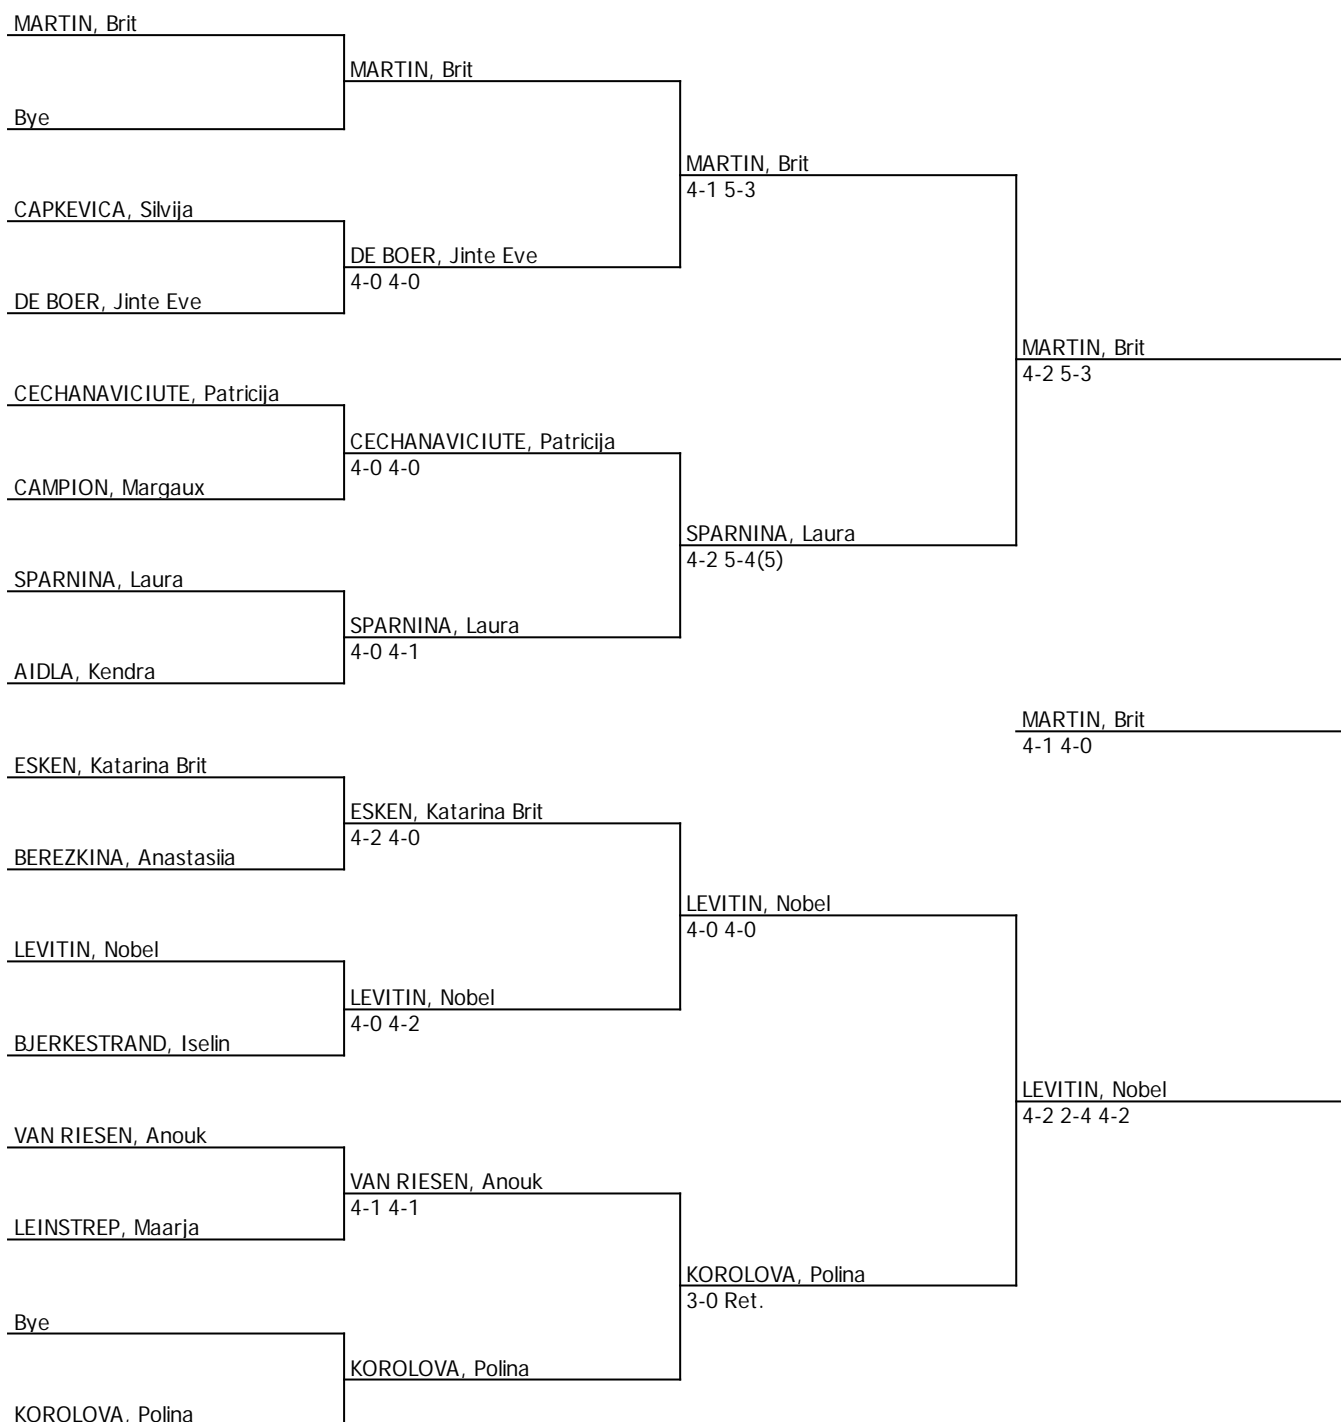 MARTIN, Brit
MARTIN, Brit
Bye
MARTIN, Brit
4-1 5-3
CAPKEVICA, Silvija
DE BOER, Jinte Eve
4-0 4-0
DE BOER, Jinte Eve
MARTIN, Brit
4-2 5-3
CECHANAVICIUTE, Patricija
CECHANAVICIUTE, Patricija
4-0 4-0
CAMPION, Margaux
SPARNINA, Laura
4-2 5-4(5)
SPARNINA, Laura
SPARNINA, Laura
4-0 4-1
AIDLA, Kendra
MARTIN, Brit
4-1 4-0
ESKEN, Katarina Brit
ESKEN, Katarina Brit
4-2 4-0
BEREZKINA, Anastasiia
LEVITIN, Nobel
4-0 4-0
LEVITIN, Nobel
LEVITIN, Nobel
4-0 4-2
BJERKESTRAND, Iselin
LEVITIN, Nobel
4-2 2-4 4-2
VAN RIESEN, Anouk
VAN RIESEN, Anouk
4-1 4-1
LEINSTREP, Maarja
KOROLOVA, Polina
3-0 Ret.
Bye
KOROLOVA, Polina
KOROLOVA, Polina